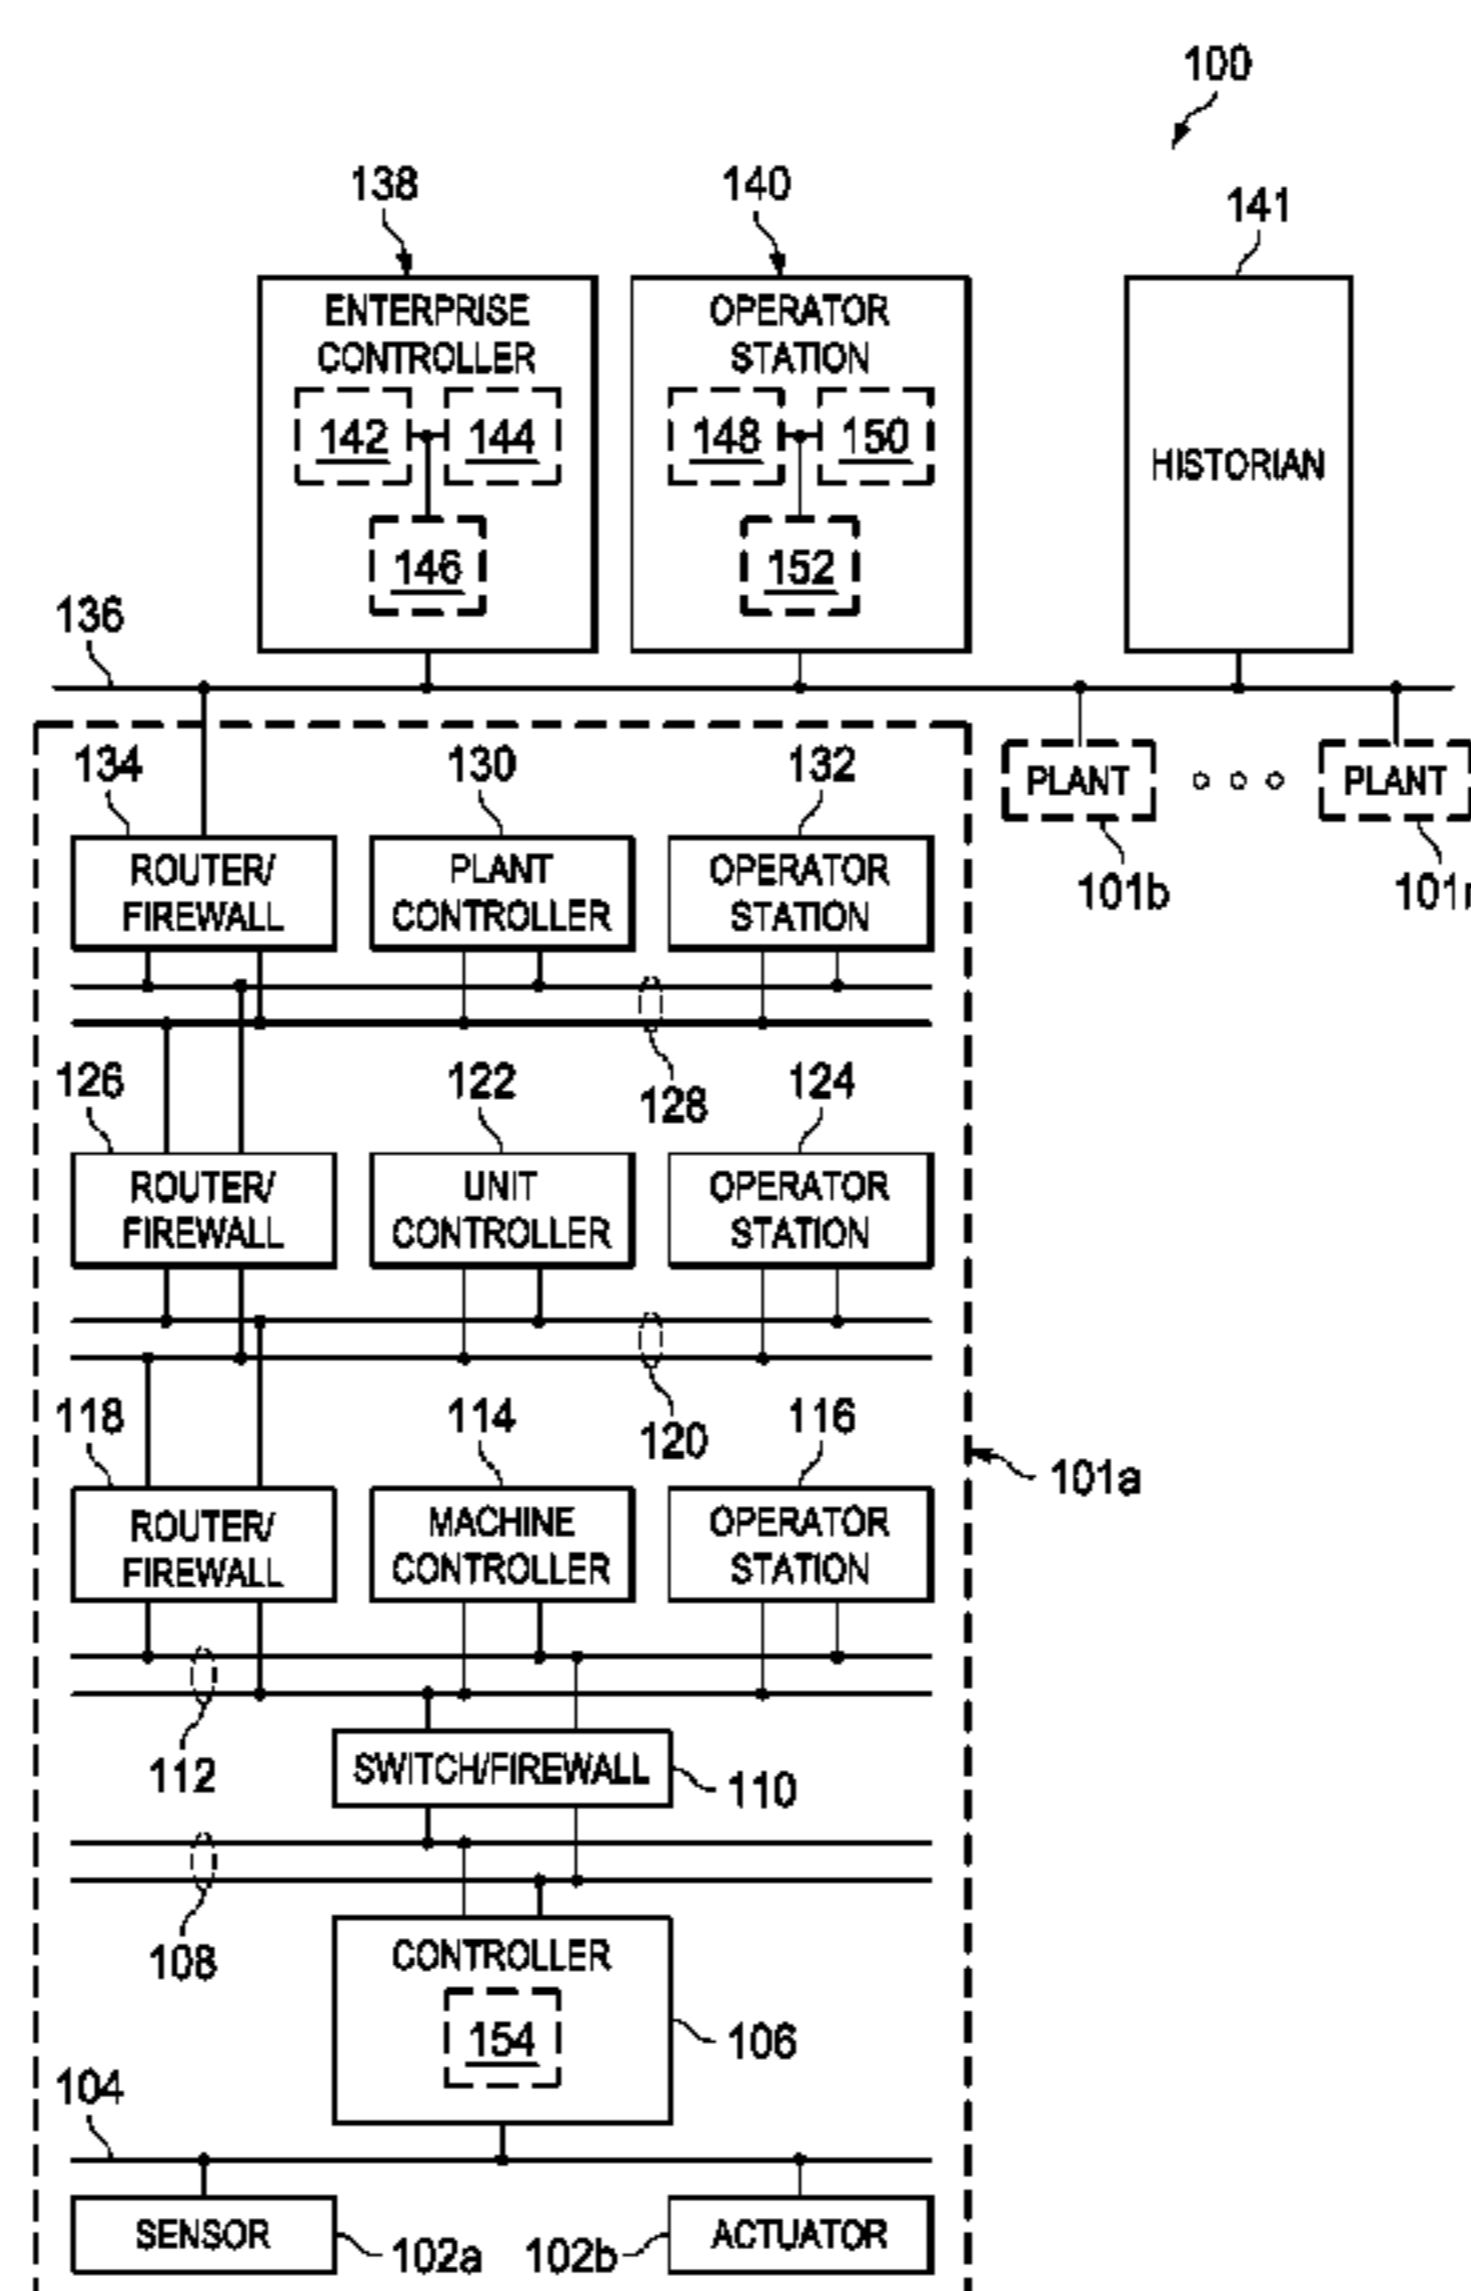 100
138
140
141
ENTERPRISE
CONTROLLER
142
144
146
OPERATOR
STATION
148
150
152
HISTORIAN
136
134
130
132
PLANT
PLANT
ROUTER/
FIREWALL
PLANT
CONTROLLER
OPERATOR
STATION
101b
128
126
122
124
ROUTER/
FIREWALL
UNIT
CONTROLLER
OPERATOR
STATION
120
118
114
116
101a
ROUTER/
FIREWALL
MACHINE
CONTROLLER
OPERATOR
STATION
112
SWITCH/FIREWALL
110
108
CONTROLLER
154
106
104
SENSOR
102a
102b
ACTUATOR